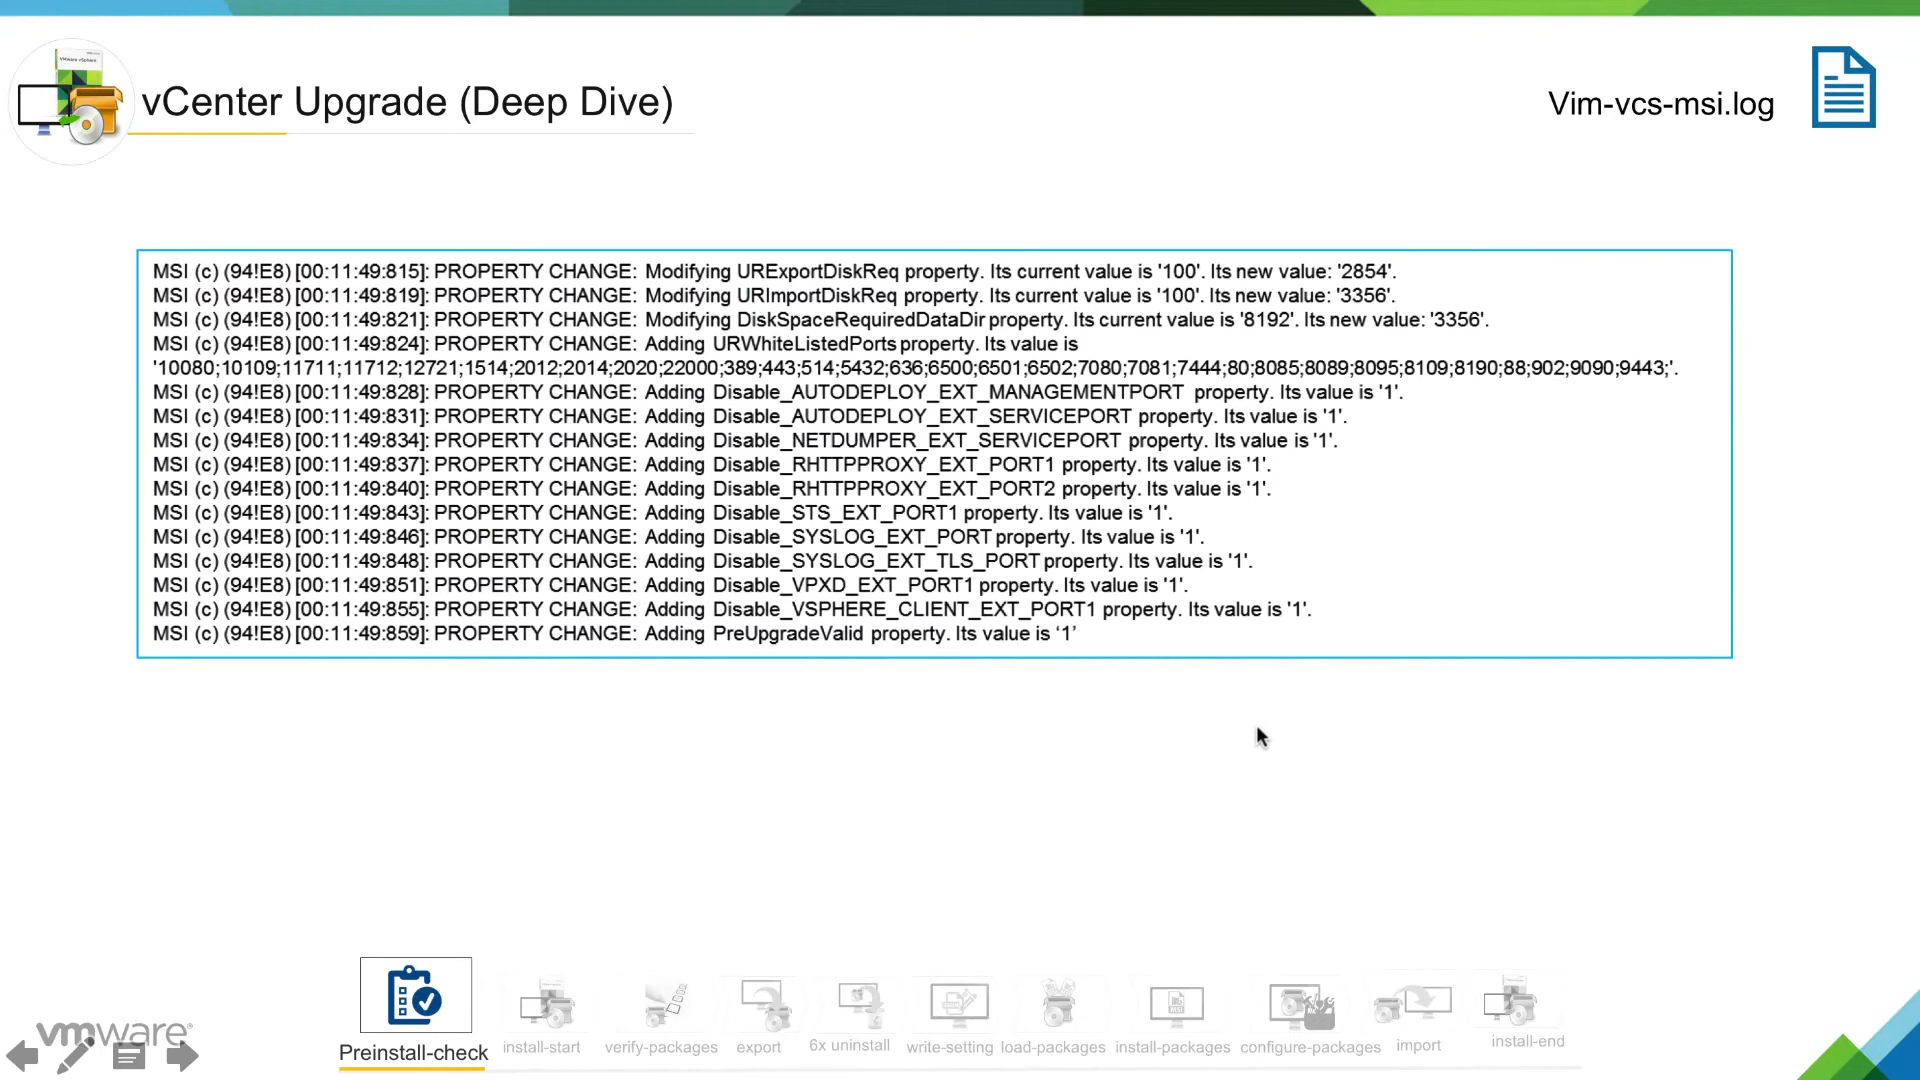 vCenter Upgrade (Deep Dive)
Vim-vcs-msi.log
MSI (c) (94!E8) [00:11:49:815]: PROPERTY CHANGE: Modifying URExportDiskReq property. Its current value is '100'. Its new value: '2854'.
MSI (c) (94!E8) [00:11:49:819]: PROPERTY CHANGE: Modifying URImportDiskReq property. Its current value is '100'. Its new value: '3356'.
MSI (c) (94!E8) [00:11:49:821]: PROPERTY CHANGE: Modifying DiskSpaceRequiredDataDir property. Its current value is '8192'. Its new value: '3356'.
MSI (c) (94!E8) [00:11:49:824]: PROPERTY CHANGE: Adding URWhiteListedPorts property. Its value is
'10080;10109;11711;11712;12721;1514;2012;2014;2020;22000;389;443;514;5432;636;6500;6501;6502;7080;7081;7444;80;8085;8089;8095;8109;8190;88;902;9090;9443;'.
MSI (c) (94!E8) [00:11:49:828]: PROPERTY CHANGE: Adding Disable_AUTODEPLOY_EXT_MANAGEMENTPORT property. Its value is '1'.
MSI (c) (94!E8) [00:11:49:831]: PROPERTY CHANGE: Adding Disable_AUTODEPLOY_EXT_SERVICEPORT property. Its value is '1'.
MSI (c) (94!E8) [00:11:49:834]: PROPERTY CHANGE: Adding Disable_NETDUMPER_EXT_SERVICEPORT property. Its value is '1'.
MSI (c) (94!E8) [00:11:49:837]: PROPERTY CHANGE: Adding Disable_RHTTPPROXY_EXT_PORT1 property. Its value is '1'.
MSI (c) (94!E8) [00:11:49:840]: PROPERTY CHANGE: Adding Disable_RHTTPPROXY_EXT_PORT2 property. Its value is '1'.
MSI (c) (94!E8) [00:11:49:843]: PROPERTY CHANGE: Adding Disable_STS_EXT_PORT1 property. Its value is '1'.
MSI (c) (94!E8) [00:11:49:846]: PROPERTY CHANGE: Adding Disable_SYSLOG_EXT_PORT property. Its value is '1'.
MSI (c) (94!E8) [00:11:49:848]: PROPERTY CHANGE: Adding Disable_SYSLOG_EXT_TLS_PORT property. Its value is '1'.
MSI (c) (94!E8) [00:11:49:851]: PROPERTY CHANGE: Adding Disable_VPXD_EXT_PORT1 property. Its value is '1'.
MSI (c) (94!E8) [00:11:49:855]: PROPERTY CHANGE: Adding Disable_VSPHERE_CLIENT_EXT_PORT1 property. Its value is '1'.
MSI (c) (94!E8) [00:11:49:859]: PROPERTY CHANGE: Adding PreUpgradeValid property. Its value is ‘1’
vmware®
Preinstall-check
install-start
verify-packages
export
6x uninstall
write-setting
load-packages
install-packages
configure-packages
import
install-end